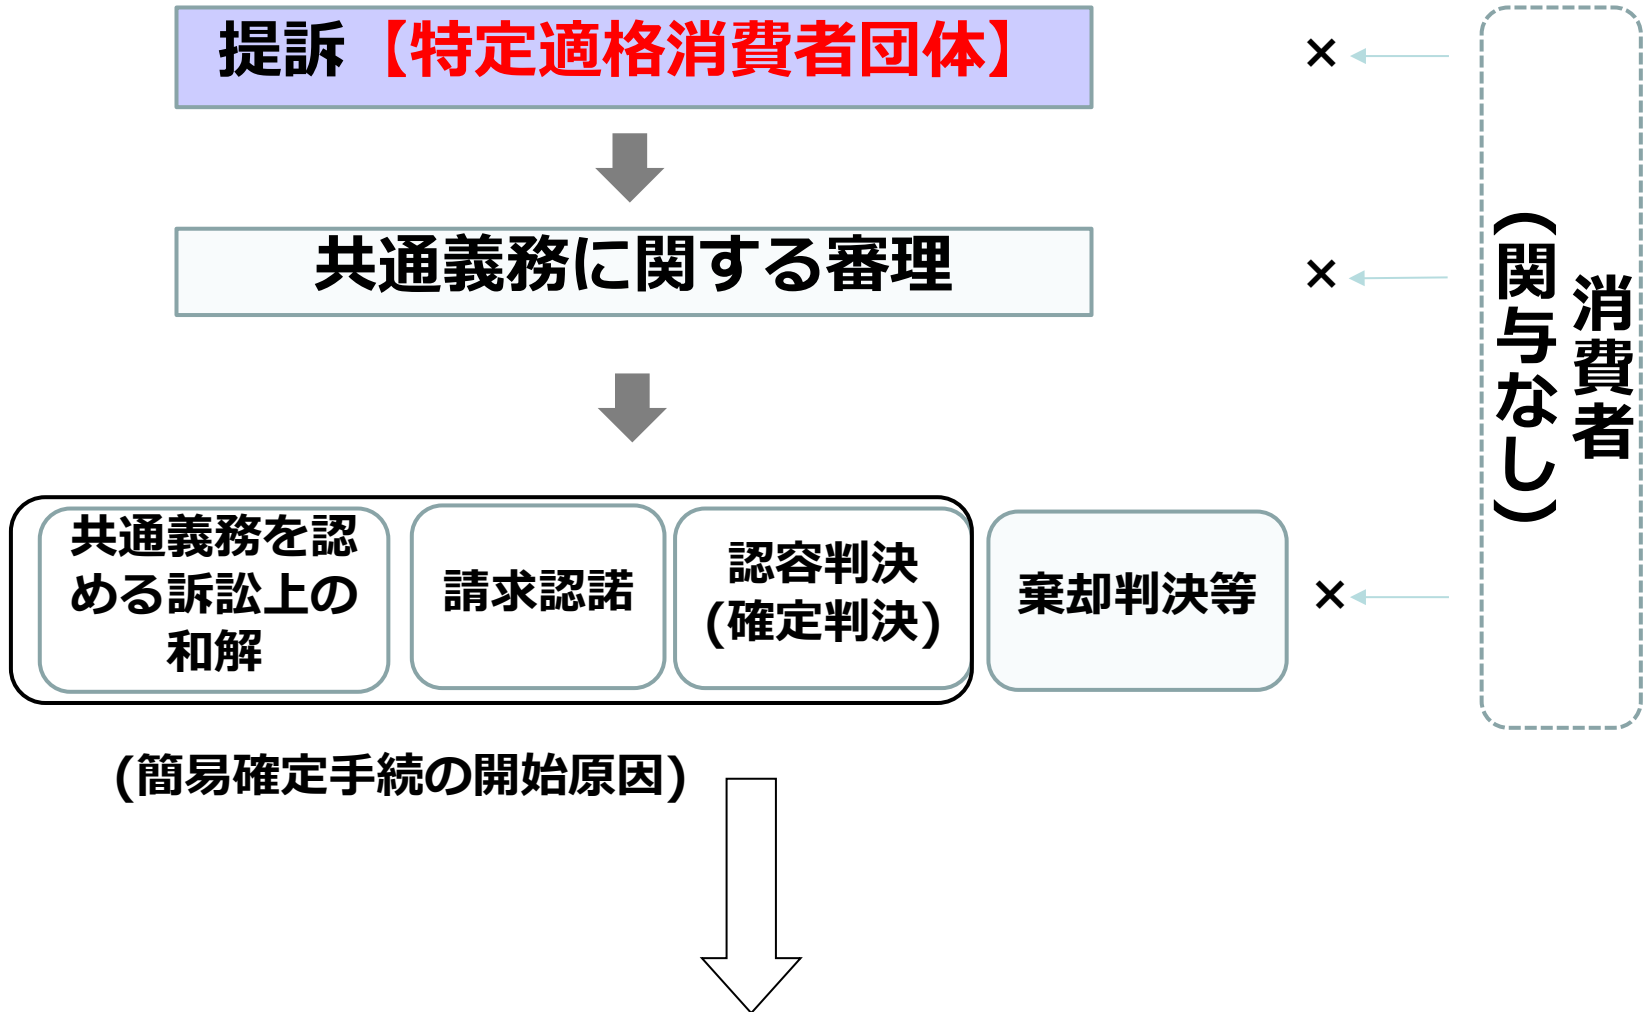 提訴【特定適格消費者団体】
×
共通義務に関する審理
×
消費者
（関与なし）
共通義務を認
める訴訟上の
和解
請求認諾
認容判決
(確定判決)
棄却判決等
×
(簡易確定手続の開始原因)